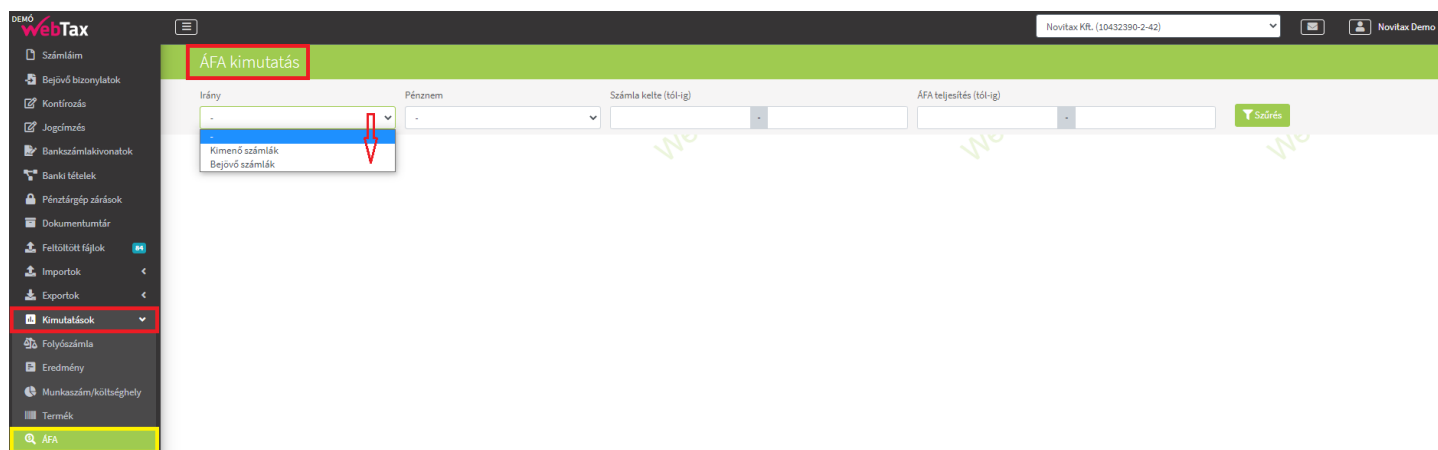 DEMÓ
WebTax
Novitax Kft. (10432390-2-42)
Novitax Demo
Számláim
Bejövő bizonylatok
Kontírozás
Jogcímzés
Bankszámlakivonatok
Banki tételek
Pénztárgép zárások
Dokumentumtár
Feltöltött fájlok 84
Importok
Exportok
Kimutatások
Folyószámla
Eredmény
Munkaszám/költséghely
Termék
ÁFA
ÁFA kimutatás
Irány Pénznem Számla kelte (tól-ig) ÁFA teljesítés (tól-ig)
- - - - Szűrés
-
Kimenő számlák
Bejövő számlák